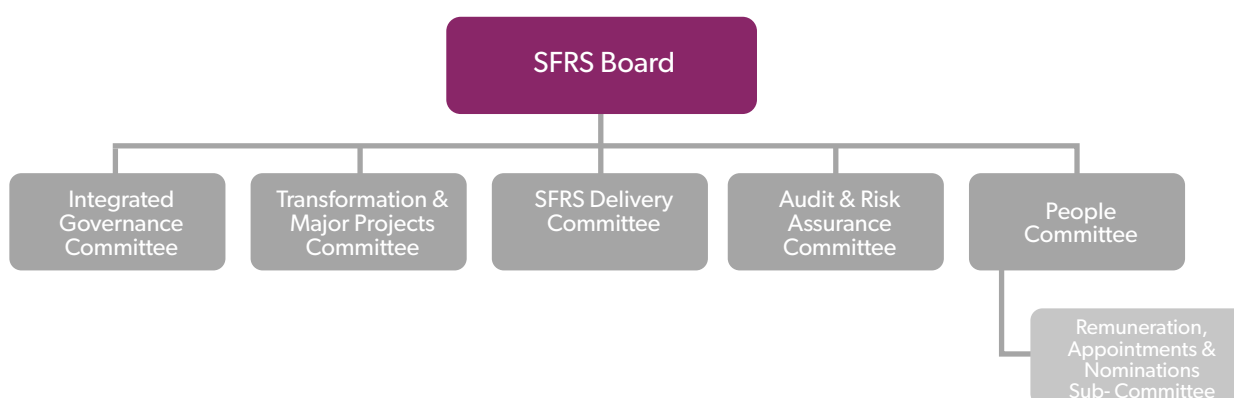 SFRS Board
Integrated
Governance
Committee
Transformation &
Major Projects
Committee
SFRS Delivery
Committee
Audit & Risk
Assurance
Committee
People
Committee
Remuneration,
Appointments &
Nominations
Sub- Committee